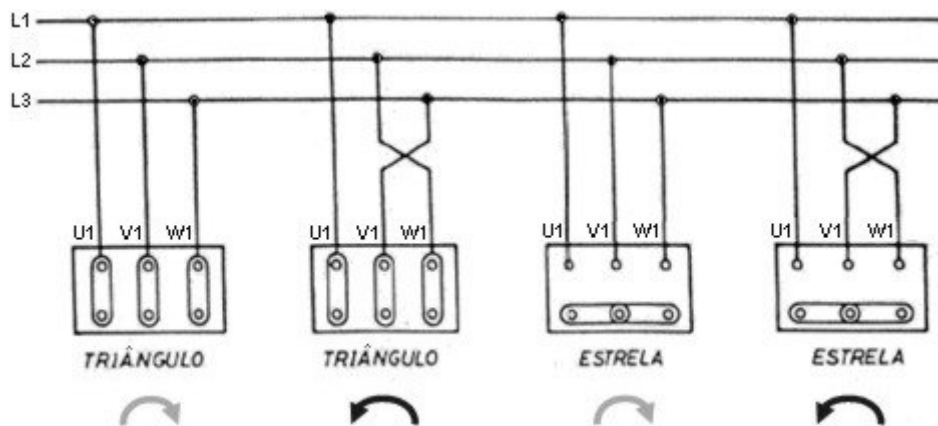 L1
L2
L3
U1 V1 W1 U1 V1 W1 U1 V1 W1 U1 V1 W1
TRIÂNGULO TRIÂNGULO ESTRELA ESTRELA